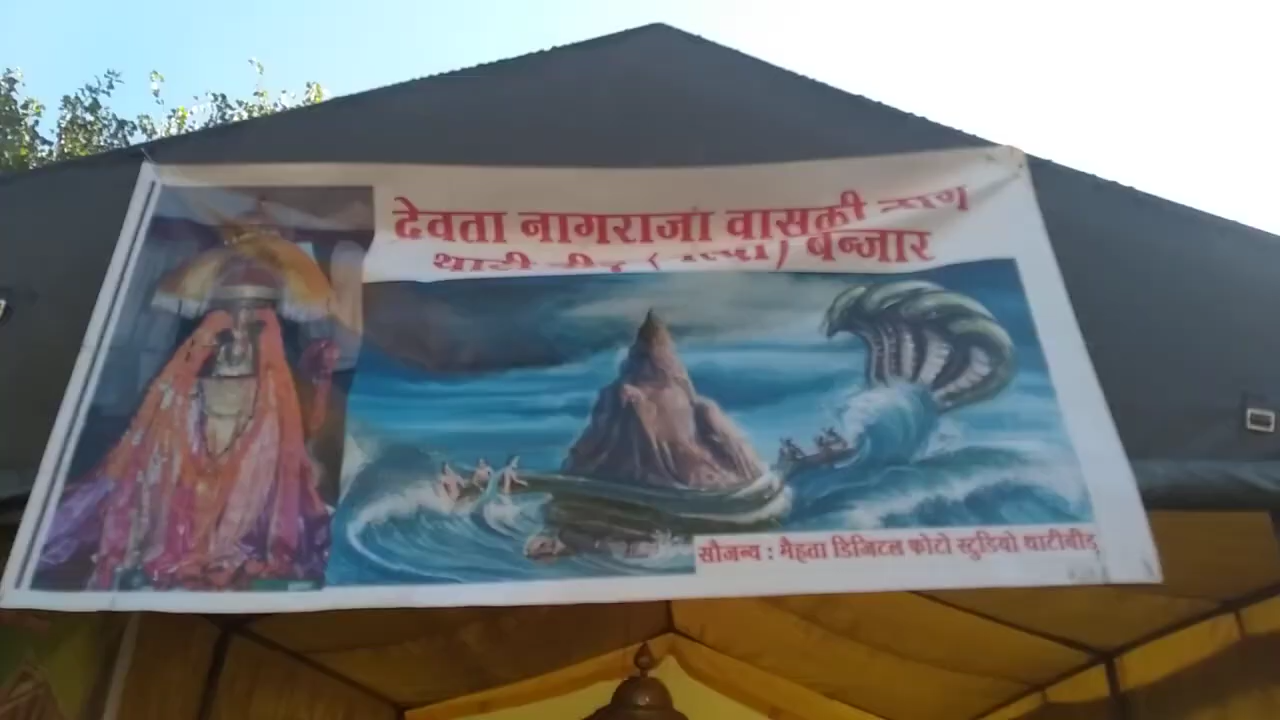 देवता नागराजा वासुकी नाग
थाटी बीड़ बन्जार
सौजन्य : मैहता डिजिटल फोटो स्टुडियो थाटीबीड़